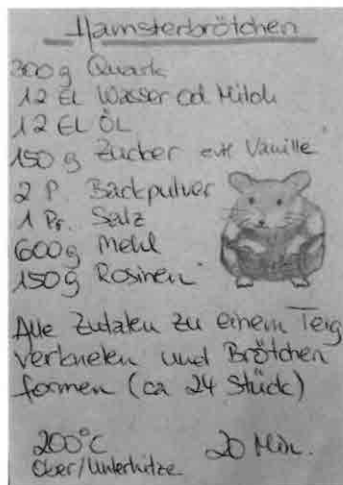 Hamsterbrötchen
300g Quark
12 EL Wasser od Milch
12 EL ÖL
150 g Zucher evtl Vanille
2 P. Backpulver
1 Pr. Salz
600g Mehl
150g Rosinen
Alle Zutaten zu einem Teig
verkneten und Brötchen
formen (ca 24 Stück)
200°C 20 Min.
Ober/Unterhitze